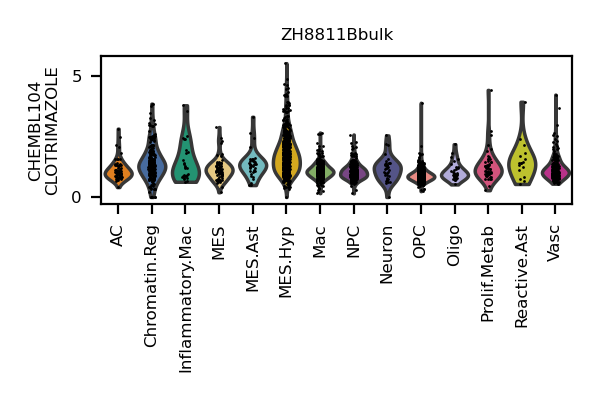 ZH8811Bbulk
CHEMBL104
CLOTRIMAZOLE
5
0
AC
Chromatin.Reg
Inflammatory.Mac
MES
MES.Ast
MES.Hyp
Mac
NPC
Neuron
OPC
Oligo
Prolif.Metab
Reactive.Ast
Vasc